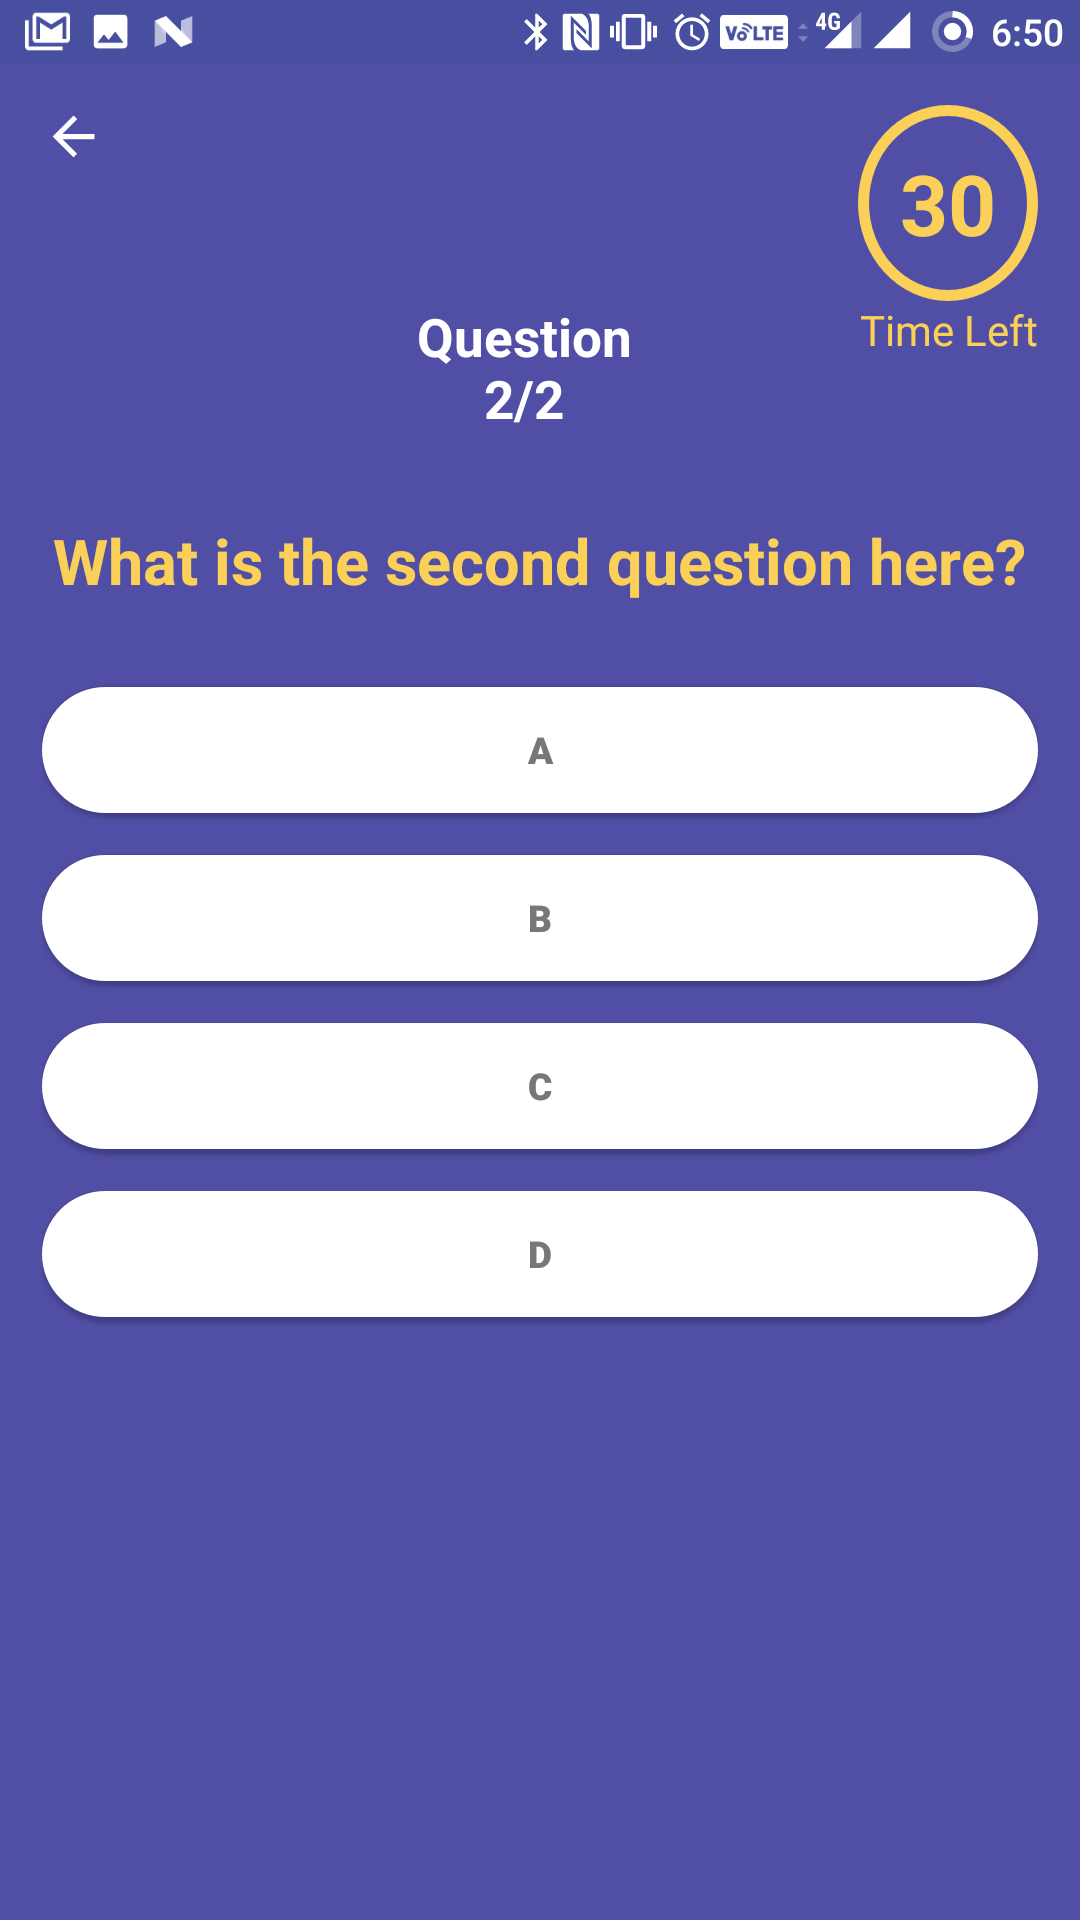 VoLTE 4G 6:50
30
Time Left
Question
2/2
What is the second question here?
A
B
C
D